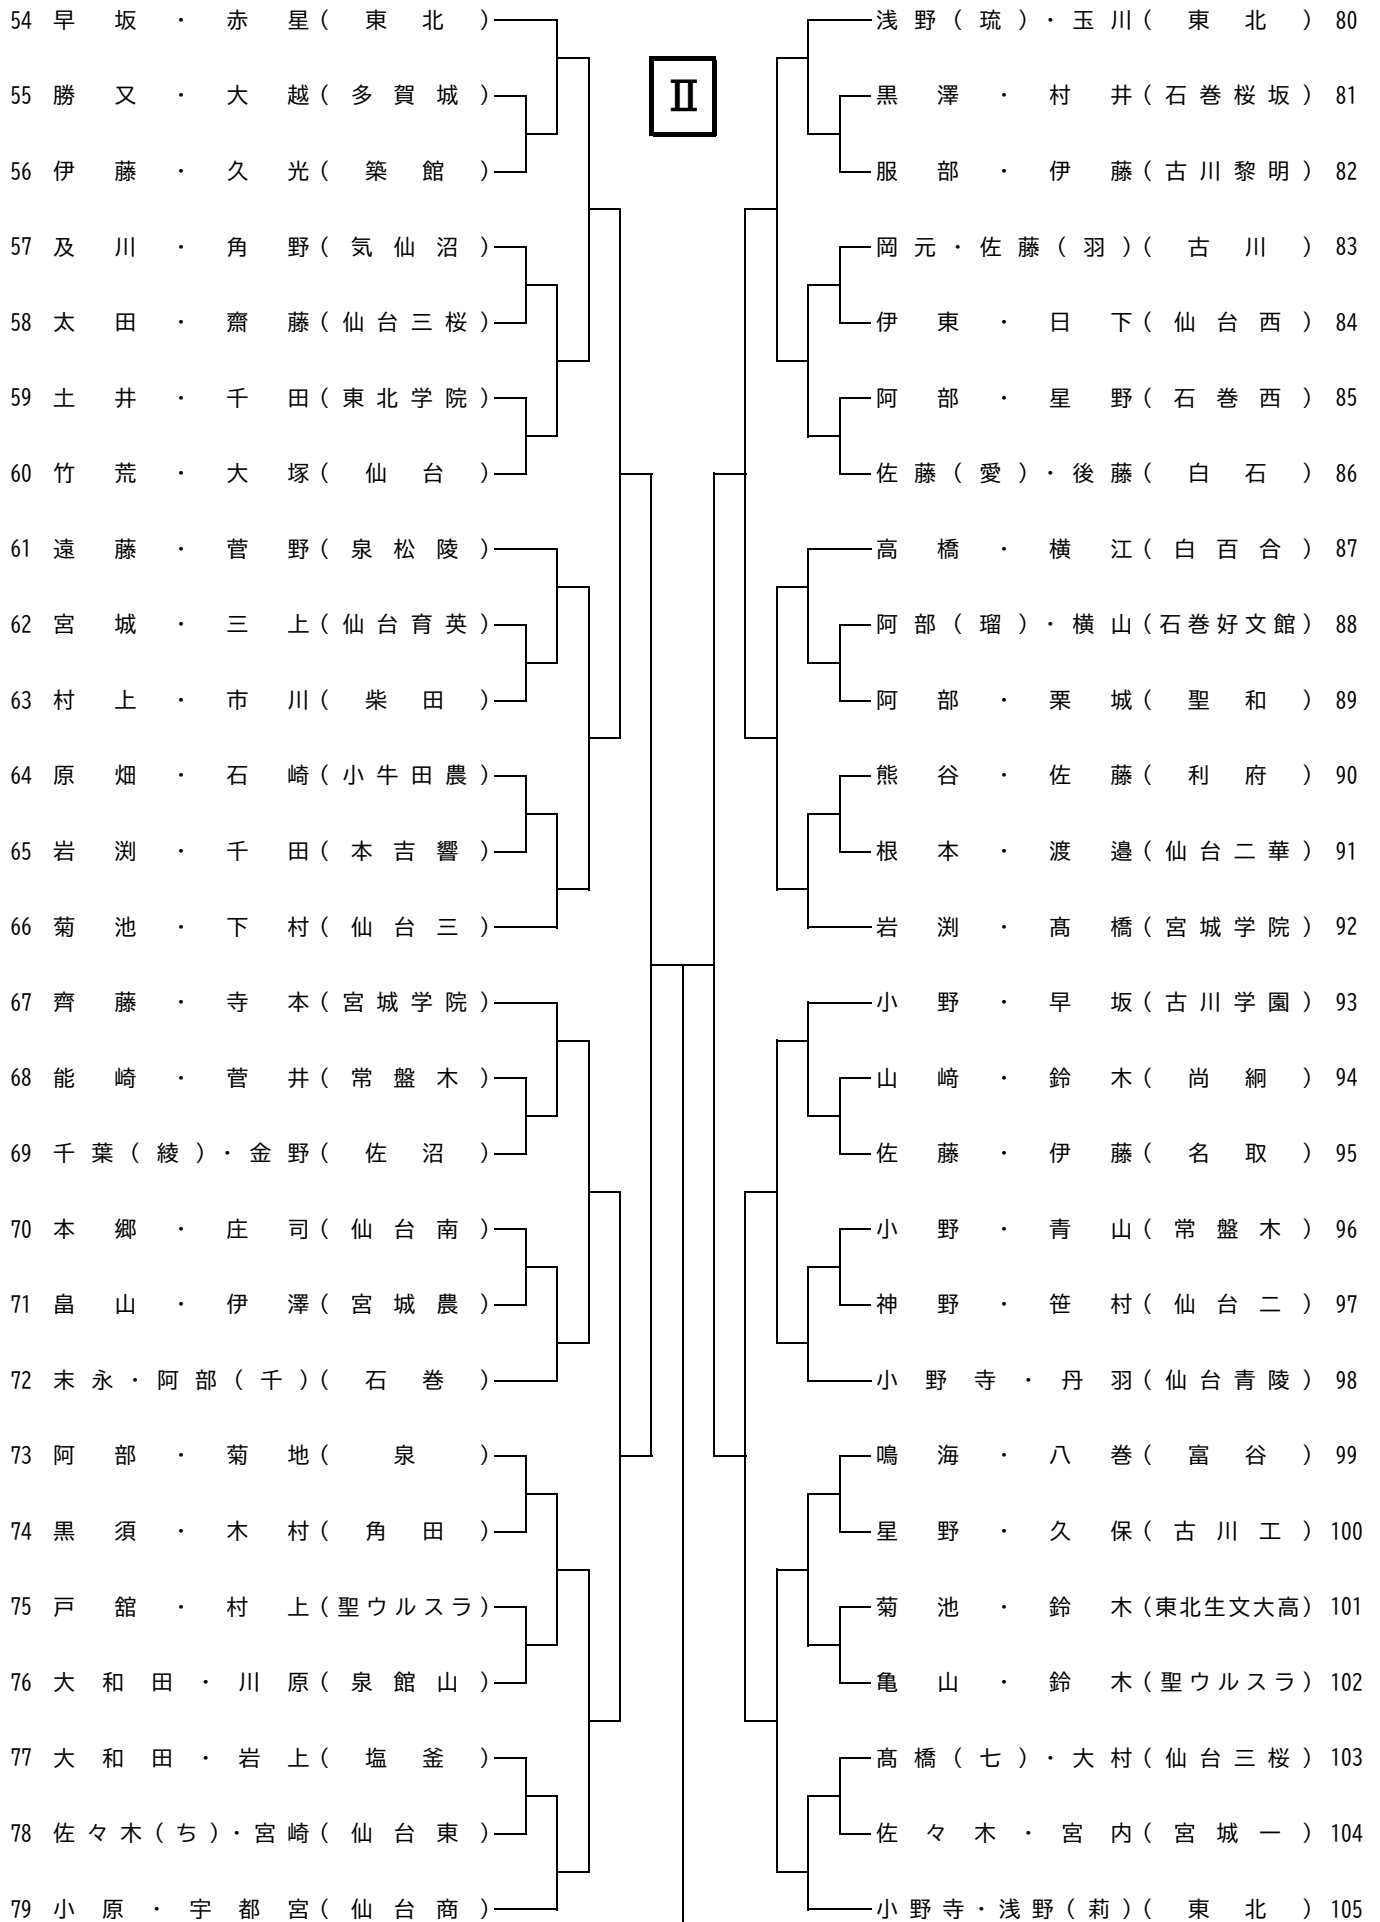 54 早坂・赤星(東北)
55 勝又・大越(多賀城)
56 伊藤・久光(築館)
57 及川・角野(気仙沼)
58 太田・齋藤(仙台三桜)
59 土井・千田(東北学院)
60 竹荒・大塚(仙台)
61 遠藤・菅野(泉松陵)
62 宮城・三上(仙台育英)
63 村上・市川(柴田)
64 原畑・石崎(小牛田農)
65 岩渕・千田(本吉響)
66 菊池・下村(仙台三)
67 齊藤・寺本(宮城学院)
68 能崎・菅井(常盤木)
69 千葉(綾)・金野(佐沼)
70 本郷・庄司(仙台南)
71 畠山・伊澤(宮城農)
72 末永・阿部(千)(石巻)
73 阿部・菊地(泉)
74 黒須・木村(角田)
75 戸舘・村上(聖ウルスラ)
76 大和田・川原(泉館山)
77 大和田・岩上(塩釜)
78 佐々木(ち)・宮崎(仙台東)
79 小原・宇都宮(仙台商)
Ⅱ
浅野(琉)・玉川(東北) 80
黒澤・村井(石巻桜坂) 81
服部・伊藤(古川黎明) 82
岡元・佐藤(羽)(古川) 83
伊東・日下(仙台西) 84
阿部・星野(石巻西) 85
佐藤(愛)・後藤(白石) 86
高橋・横江(白百合) 87
阿部(瑠)・横山(石巻好文館) 88
阿部・栗城(聖和) 89
熊谷・佐藤(利府) 90
根本・渡邉(仙台二華) 91
岩渕・髙橋(宮城学院) 92
小野・早坂(古川学園) 93
山﨑・鈴木(尚絅) 94
佐藤・伊藤(名取) 95
小野・青山(常盤木) 96
神野・笹村(仙台二) 97
小野寺・丹羽(仙台青陵) 98
鳴海・八巻(富谷) 99
星野・久保(古川工) 100
菊池・鈴木(東北生文大高) 101
亀山・鈴木(聖ウルスラ) 102
髙橋(七)・大村(仙台三桜) 103
佐々木・宮内(宮城一) 104
小野寺・浅野(莉)(東北) 105